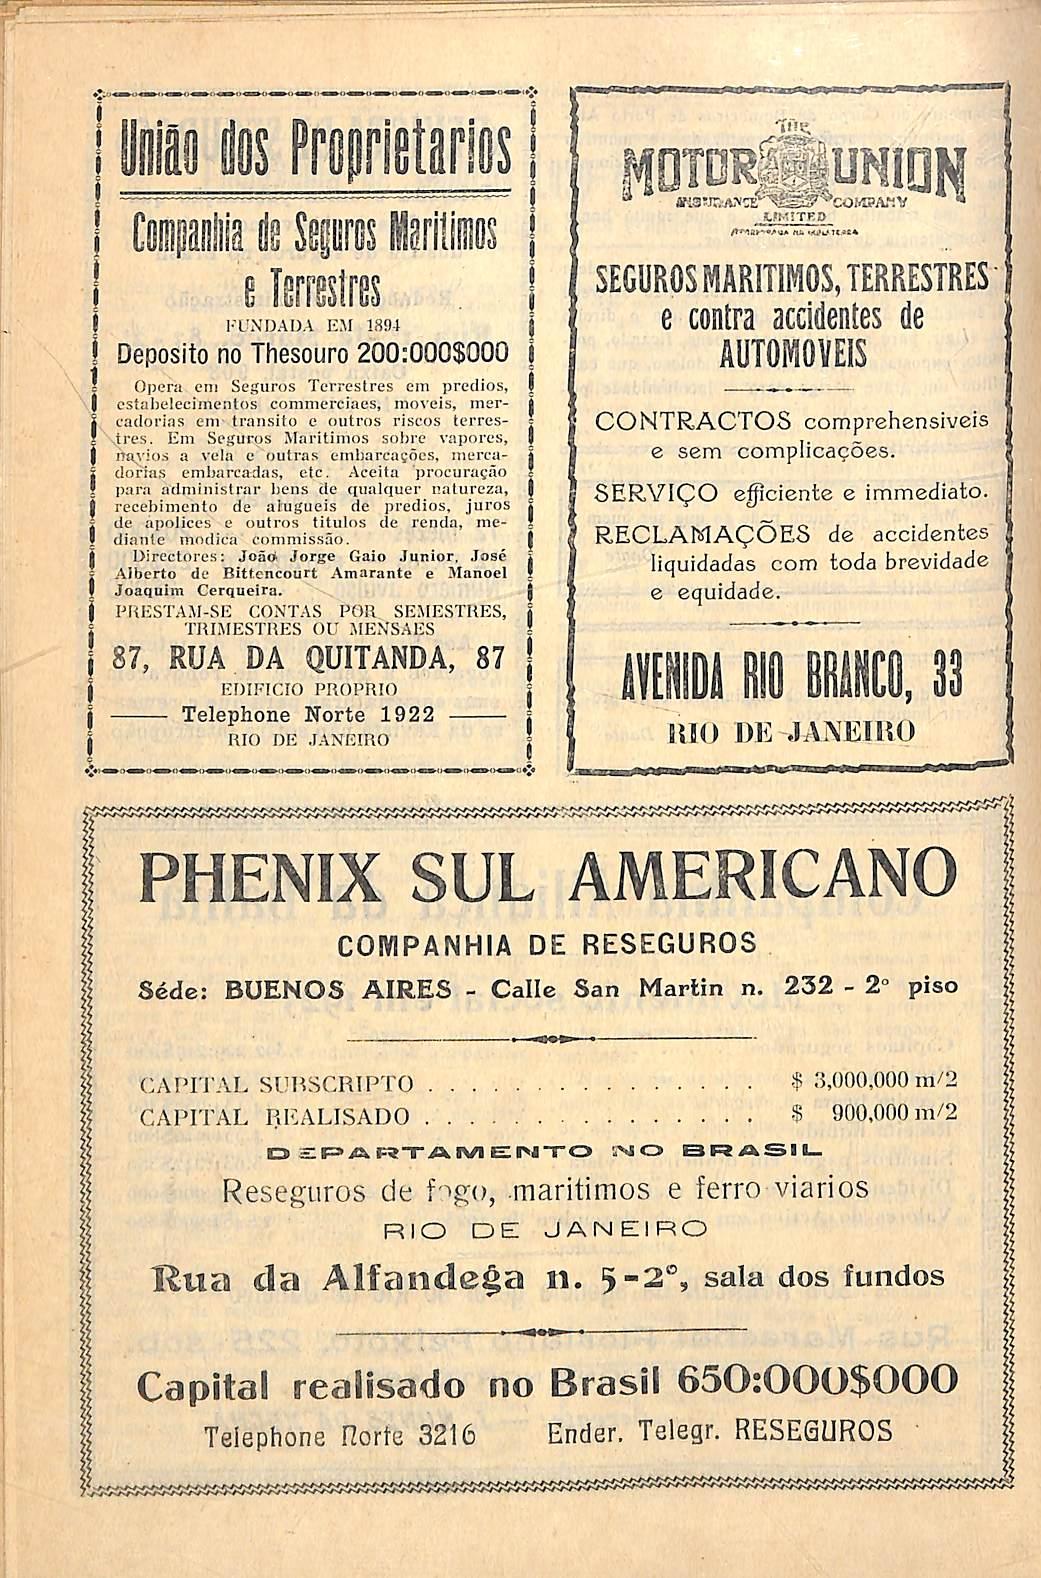 União dos Proprietarios
Companhia de Seguros Maritimos
e Terrestres
FUNDADA EM 1894
Deposito no Thesouro 200:000$000
Opera em Seguros Terrestres em predios,
estabelecimentos commerciaes, moveis, mer-
cadorias em transito e outros riscos terres-
tres. Em Seguros Maritimos sobre vapores,
navios a vela e outras embarcações, merca-
dorias embarcadas, etc. Aceita procuração
para administrar bens de qualquer natureza,
recebimento de alugueis de predios, juros
de apolices e outros titulos de renda, me-
diante modica commissão.
Directores: João Jorge Gaio Junior, José
Alberto de Bittencourt Amarante e Manoel
Joaquim Cerqueira.
PRESTAM-SE CONTAS POR SEMESTRES,
TRIMESTRES OU MENSAES
87, RUA DA QUITANDA, 87
EDIFICIO PROPRIO
Telephone Norte 1922
RIO DE JANEIRO
THE
MOTOR UNION
INSURANCE COMPANY
LIMITED
SEGUROS MARITIMOS, TERRESTRES
e contra accidentes de
AUTOMOVEIS
CONTRACTOS comprehensiveis
e sem complicações.
SERVIÇO efficiente e immediato.
RECLAMAÇÕES de accidentes
liquidadas com toda brevidade
e equidade.
AVENIDA RIO BRANCO, 33
RIO DE JANEIRO
PHENIX SUL AMERICANO
COMPANHIA DE RESEGUROS
Séde: BUENOS AIRES - Calle San Martin n. 232 - 2º piso
CAPITAL SUBSCRIPTO . . . . . . . . . . . . . . . $ 3,000,000 m/2
CAPITAL REALISADO . . . . . . . . . . . . . . . $ 900,000 m/2
DEPARTAMENTO NO BRASIL
Reseguros de fogo, maritimos e ferro-viarios
RIO DE JANEIRO
Rua da Alfandega n. 5-2º, sala dos fundos
Capital realisado no Brasil 650:000$000
Telephone Norte 3216 Ender. Telegr. RESEGUROS